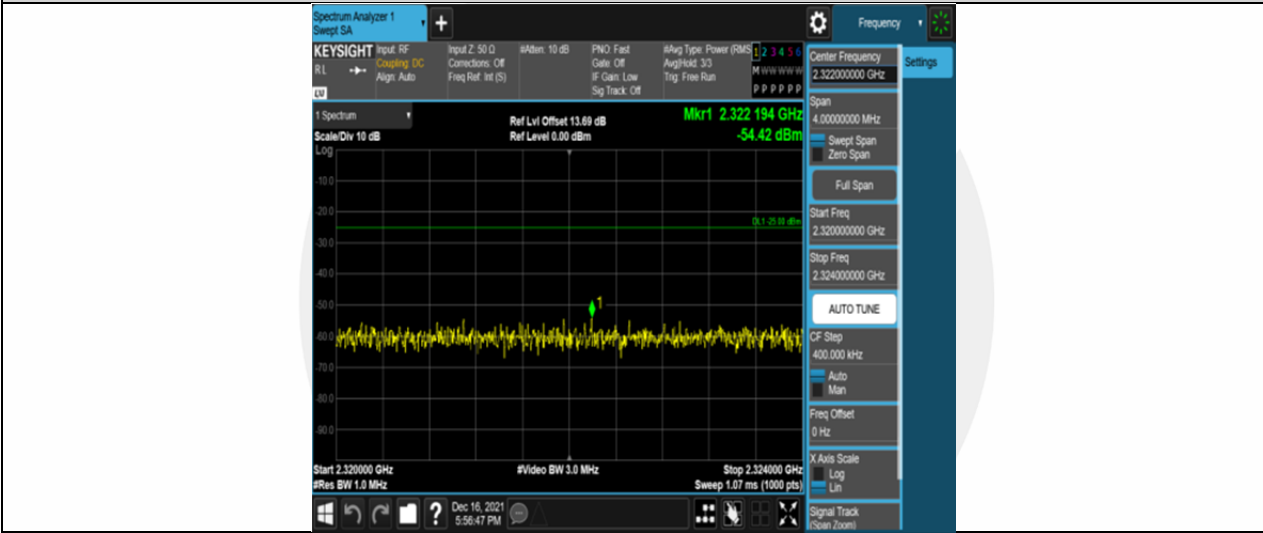 Spectrum Analyzer 1
Swept SA
+
Frequency
KEYSIGHT
Input: RF
Input Z: 50 Ω
#Atten: 10 dB
PNO: Fast
#Avg Type: Power (RMS
1 2 3 4 5 6
RL
Coupling: DC
Corrections: Off
Gate: Off
Avg|Hold: 3/3
M W W W W W
Align: Auto
Freq Ref: Int (S)
IF Gain: Low
Trig: Free Run
Sig Track: Off
P P P P P P
LV
1 Spectrum
Scale/Div 10 dB
Ref Lvl Offset 13.69 dB
Ref Level 0.00 dBm
Mkr1 2.322 194 GHz
-54.42 dBm
Log
-10.0
-20.0
DL1 -25.00 dBm
-30.0
-40.0
-50.0
1
-60.0
-70.0
-80.0
-90.0
Start 2.320000 GHz
#Video BW 3.0 MHz
Stop 2.324000 GHz
#Res BW 1.0 MHz
Sweep 1.07 ms (1000 pts)
?
Dec 16, 2021
5:56:47 PM
Center Frequency
2.322000000 GHz
Settings
Span
4.00000000 MHz
Swept Span
Zero Span
Full Span
Start Freq
2.320000000 GHz
Stop Freq
2.324000000 GHz
AUTO TUNE
CF Step
400.000 kHz
Auto
Man
Freq Offset
0 Hz
X Axis Scale
Log
Lin
Signal Track
(Span Zoom)